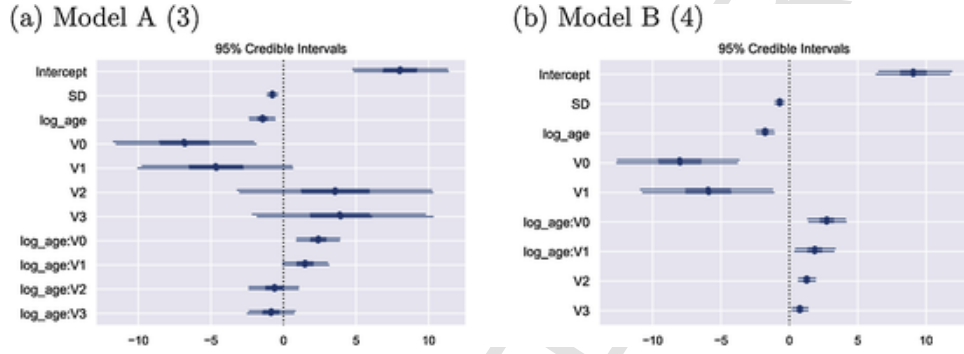 (a) Model A (3)
95% Credible Intervals
Intercept
SD
log_age
V0
V1
V2
V3
log_age:V0
log_age:V1
log_age:V2
log_age:V3
−10 −5 0 5 10
(b) Model B (4)
95% Credible Intervals
Intercept
SD
log_age
V0
V1
log_age:V0
log_age:V1
V2
V3
−10 −5 0 5 10